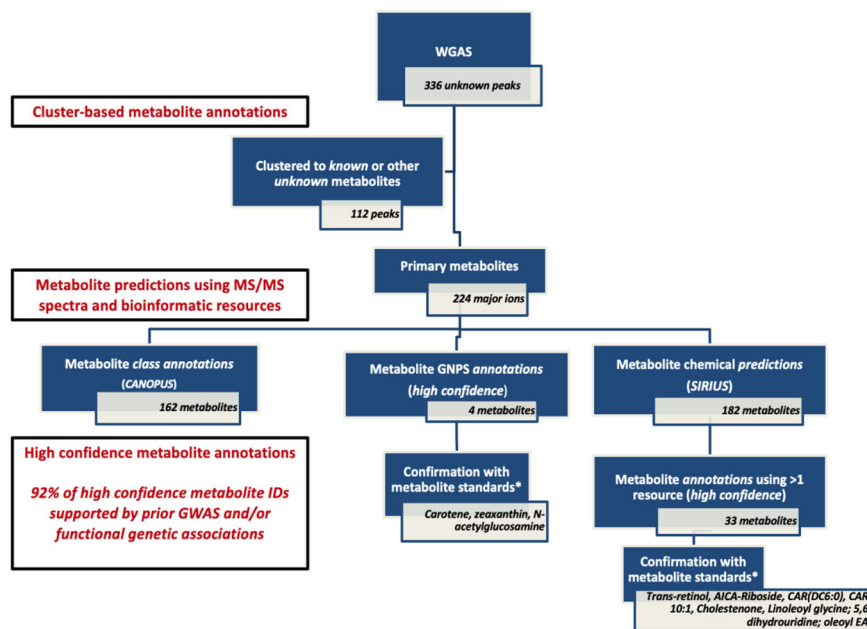 WGAS
336 unknown peaks
Cluster-based metabolite annotations
Clustered to known or other
unknown metabolites
112 peaks
Primary metabolites
224 major ions
Metabolite predictions using MS/MS
spectra and bioinformatic resources
Metabolite class annotations
(CANOPUS)
162 metabolites
Metabolite GNPS annotations
(high confidence)
4 metabolites
Metabolite chemical predictions
(SIRIUS)
182 metabolites
High confidence metabolite annotations
92% of high confidence metabolite IDs
supported by prior GWAS and/or
functional genetic associations
Confirmation with
metabolite standards*
Carotene, zeaxanthin, N-
acetylglucosamine
Metabolite annotations using >1
resource (high confidence)
33 metabolites
Confirmation with
metabolite standards*
Trans-retinol, AICA-Riboside, CAR(DC6:0), CAR
10:1, Cholestenone, Linoleoyl glycine; 5,6
dihydrouridine; oleoyl EA